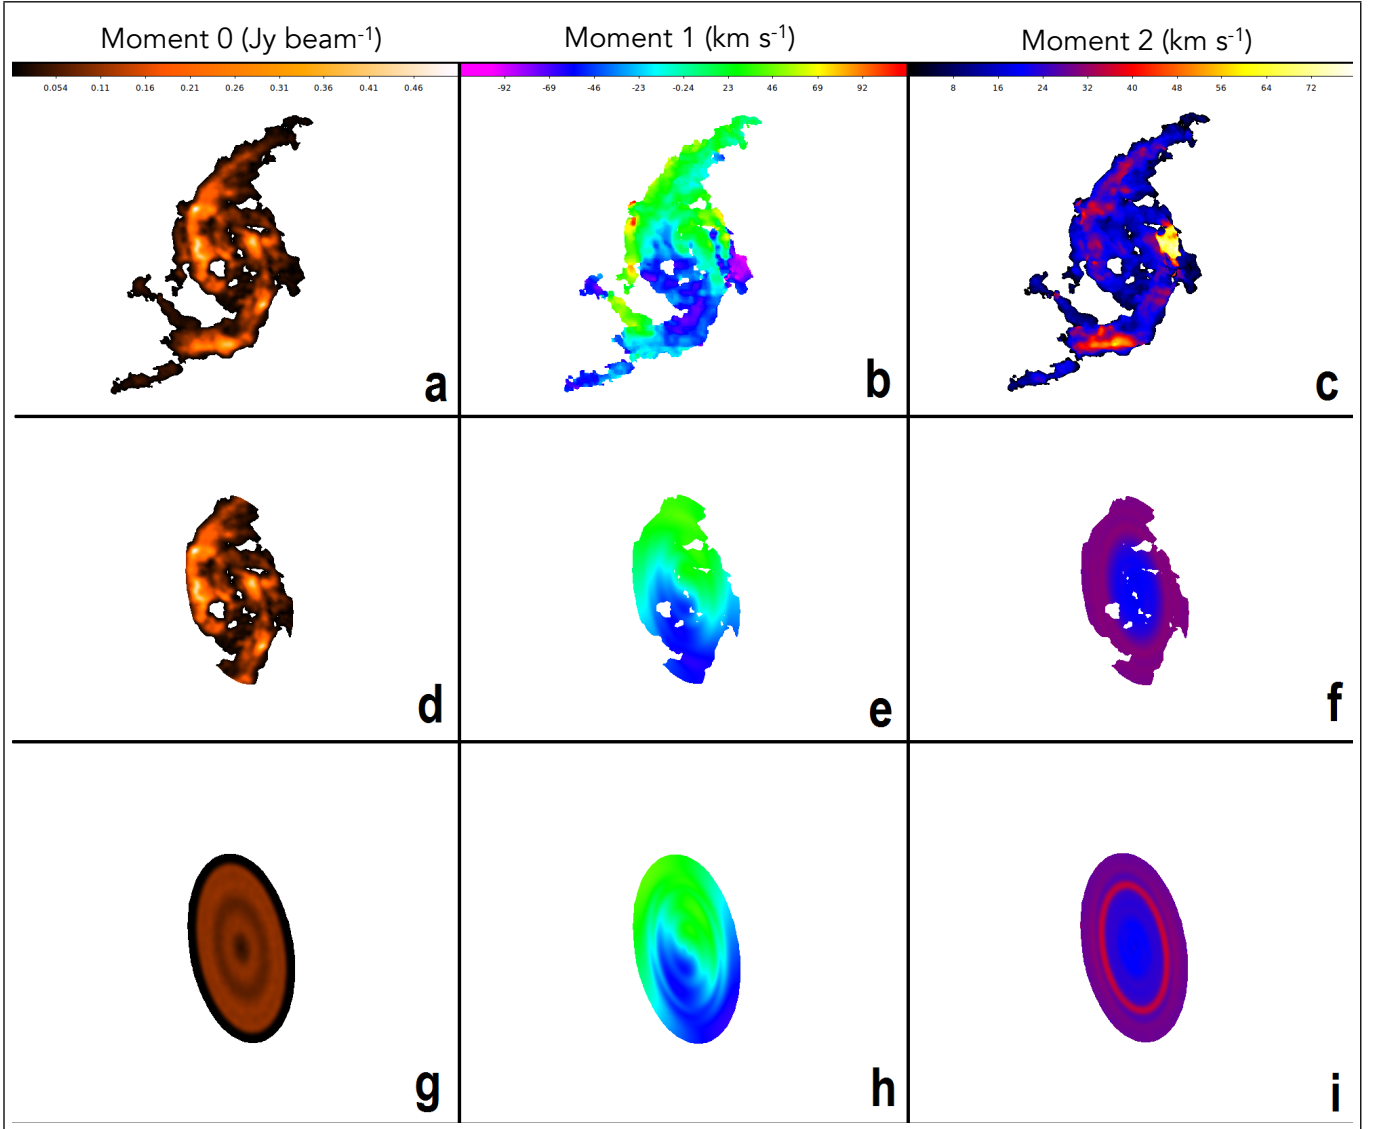 Moment 0 (Jy beam-1) Moment 1 (km s-1) Moment 2 (km s-1)
0.054 0.11 0.16 0.21 0.26 0.31 0.36 0.41 0.46 -92 -69 -46 -23 -0.24 23 46 69 92 8 16 24 32 40 48 56 64 72
a b c
d e f
g h i